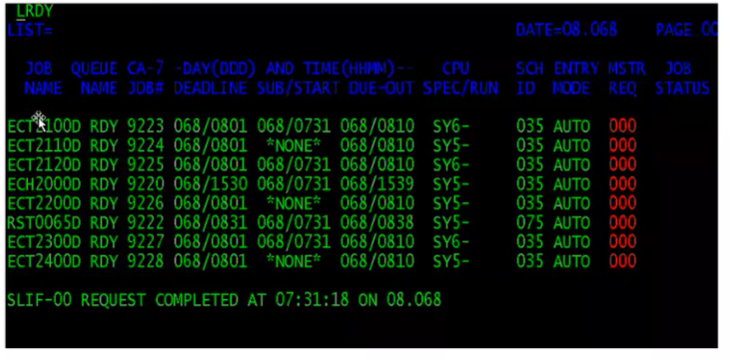 LRDY
LIST= DATE=08.068 PAGE
JOB QUEUE CA-7 -DAY(DDD) AND TIME(HHMM)-- CPU SCH ENTRY MSTR JOB
NAME NAME JOB# DEADLINE SUB/START DUE-OUT SPEC/RUN ID MODE REQ STATUS
RDY 9223 068/0801 068/0731 068/0810 SY6- 035 AUTO 000
ECT2110D RDY 9224 068/0801 *NONE* 068/0810 SY5- 035 AUTO 000
ECT2120D RDY 9225 068/0801 068/0731 068/0810 SY6- 035 AUTO 000
ECH2000D RDY 9220 068/1530 068/0731 068/1539 SY5- 035 AUTO 000
ECT2200D RDY 9226 068/0801 *NONE* 068/0810 SY5- 035 AUTO 000
RST0065D RDY 9222 068/0831 068/0731 068/0838 SY5- 075 AUTO 000
ECT2300D RDY 9227 068/0801 068/0731 068/0810 SY6- 035 AUTO 000
ECT2400D RDY 9228 068/0801 *NONE* 068/0810 SY5- 035 AUTO 000
SLIF-00 REQUEST COMPLETED AT 07:31:18 ON 08.068